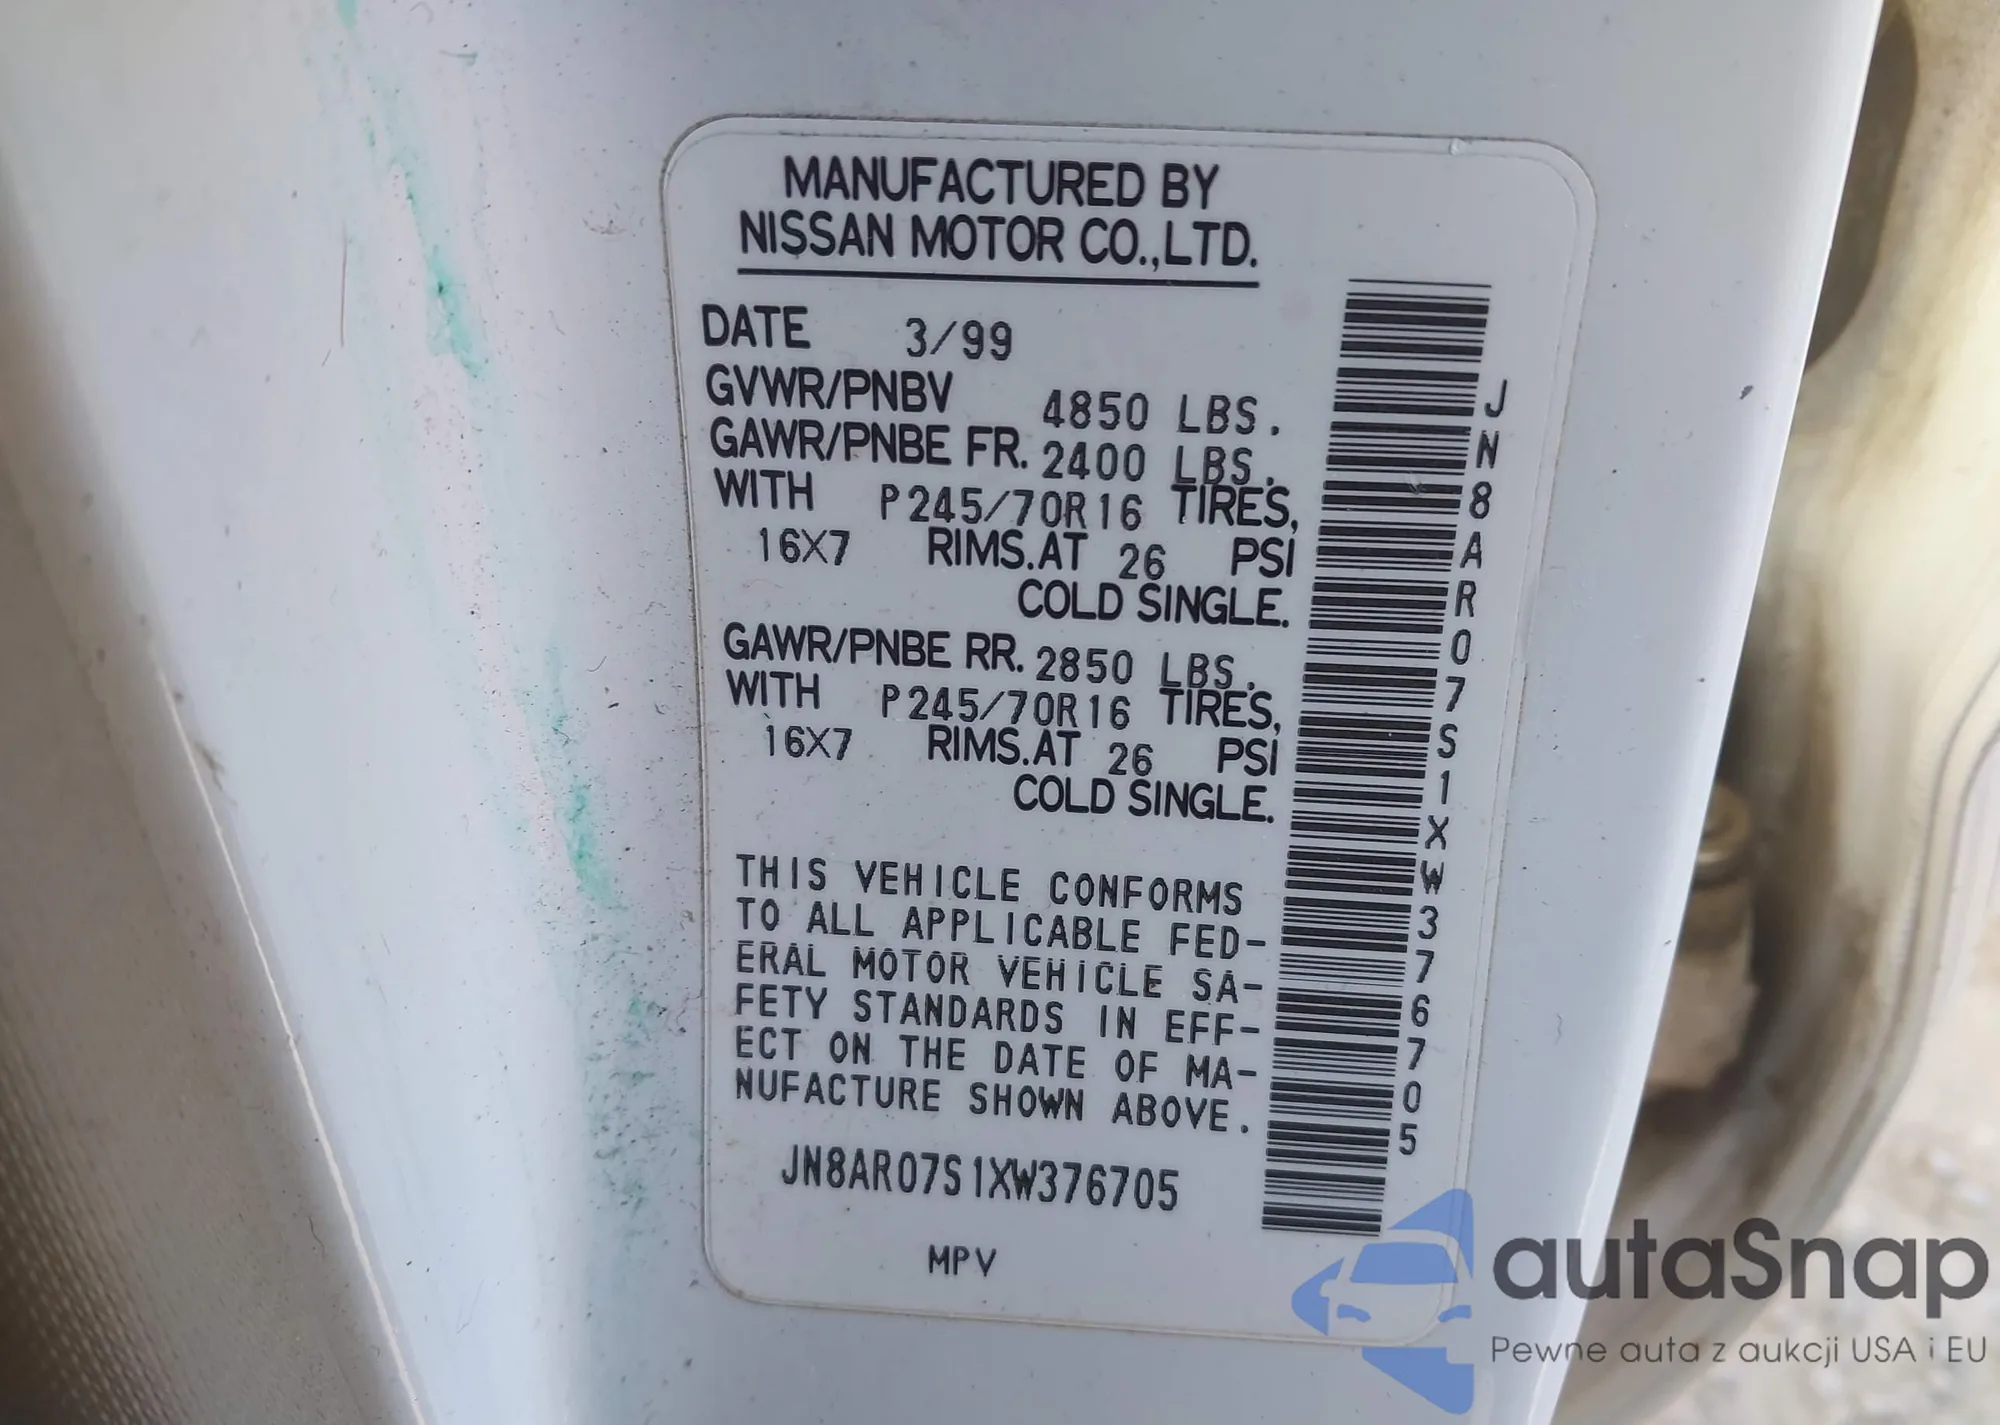 MANUFACTURED BY
NISSAN MOTOR CO.,LTD.
DATE 3/99
GVWR/PNBV 4850 LBS.
GAWR/PNBE FR. 2400 LBS.
WITH P245/70R16 TIRES,
16X7 RIMS.AT 26 PSI
COLD SINGLE.
GAWR/PNBE RR. 2850 LBS.
WITH P245/70R16 TIRES,
16X7 RIMS.AT 26 PSI
COLD SINGLE.
THIS VEHICLE CONFORMS
TO ALL APPLICABLE FED-
ERAL MOTOR VEHICLE SA-
FETY STANDARDS IN EFF-
ECT ON THE DATE OF MA-
NUFACTURE SHOWN ABOVE.
JN8AR07S1XW376705
MPV
JN8AR07S1XW376705
autaSnap
Pewne auta z aukcji USA i EU